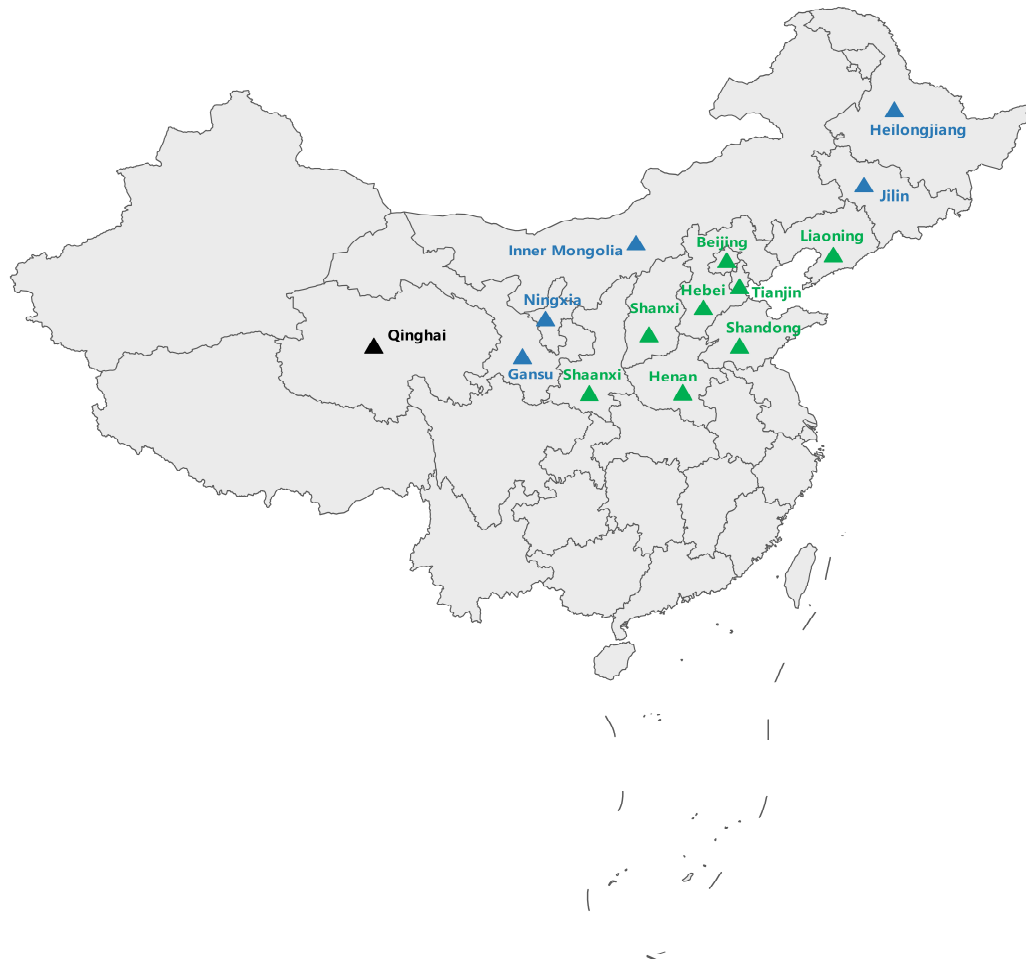 Heilongjiang
Jilin
Liaoning
Beijing
Inner Mongolia
Hebei
Tianjin
Ningxia
Shanxi
Shandong
Qinghai
Gansu
Shaanxi
Henan